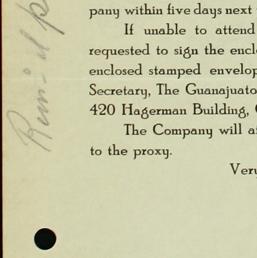 pany within five days next
If unable to attend
requested to sign the encl
enclosed stamped envelop
Secretary, The Guanajuato
420 Hagerman Building, C
The Company will a
to the proxy.
Very